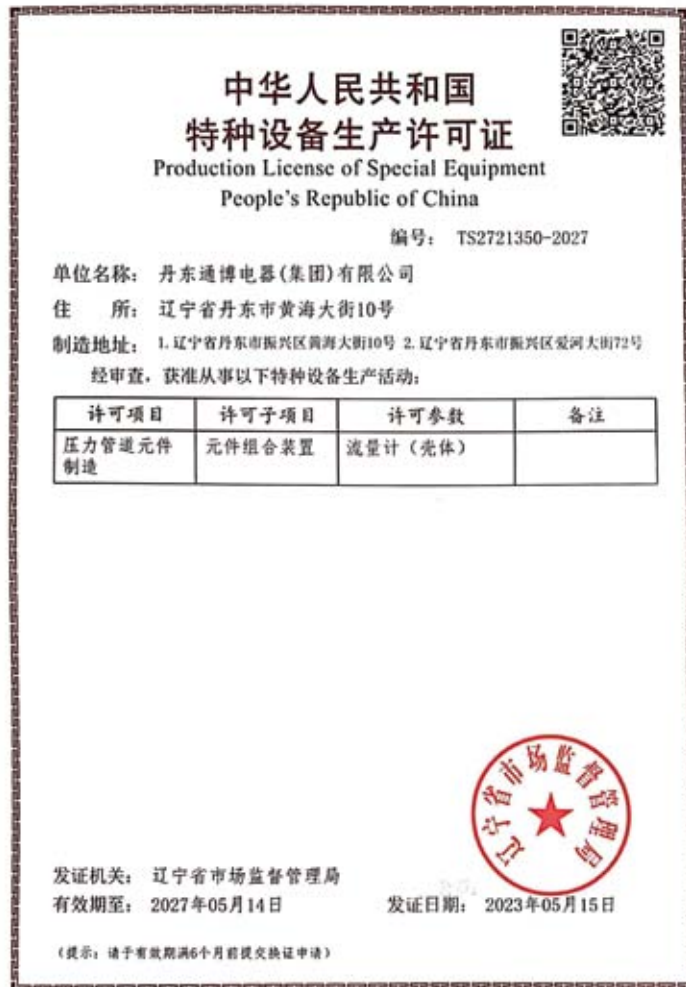 中华人民共和国
特种设备生产许可证
Production License of Special Equipment
People's Republic of China
编号： TS2721350-2027
单位名称： 丹东通博电器(集团)有限公司
住 所： 辽宁省丹东市黄海大街10号
制造地址： 1.辽宁省丹东市振兴区黄海大街10号 2.辽宁省丹东市振兴区爱河大街72号
经审查，获准从事以下特种设备生产活动：
许可项目 许可子项目 许可参数 备注
压力管道元件 元件组合装置 流量计（壳体）
制造
辽宁省市场监督管理局
发证机关： 辽宁省市场监督管理局
有效期至： 2027年05月14日 发证日期： 2023年05月15日
（提示：请于有效期满6个月前提交换证申请）